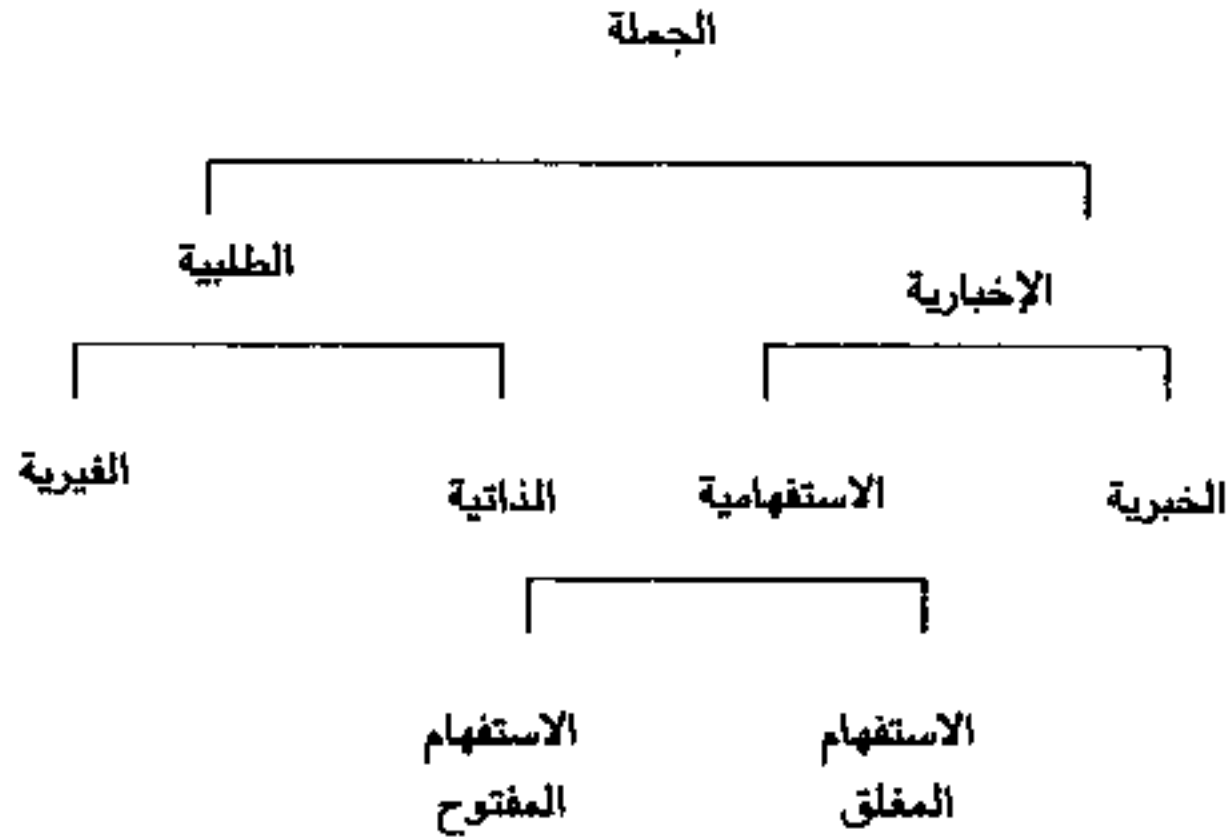 الجملة
الإخبارية
الطلبية
الخبرية
الاستفهامية
الذاتية
الغيرية
الاستفهام
المغلق
الاستفهام
المفتوح